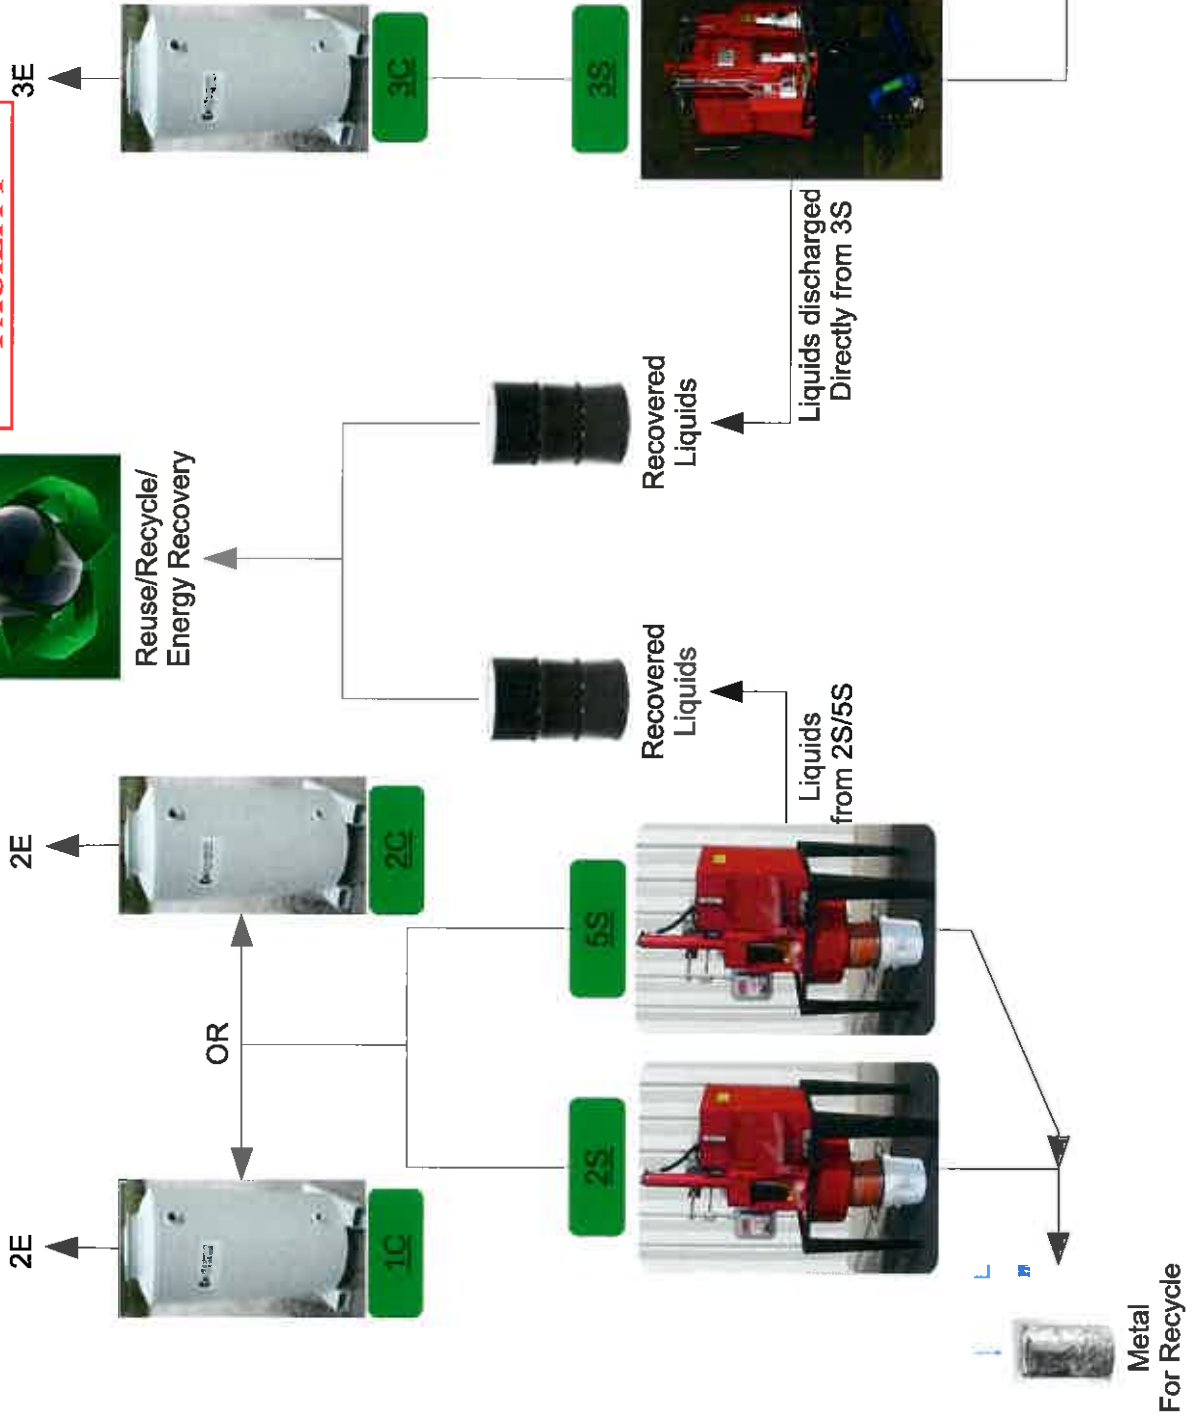 3E
3C
3S
Reuse/Recycle/
Energy Recovery
Recovered
Liquids
Liquids discharged
Directly from 3S
2E
2C
5S
Recovered
Liquids
Liquids
from 2S/5S
OR
2E
1C
2S
Metal
For Recycle